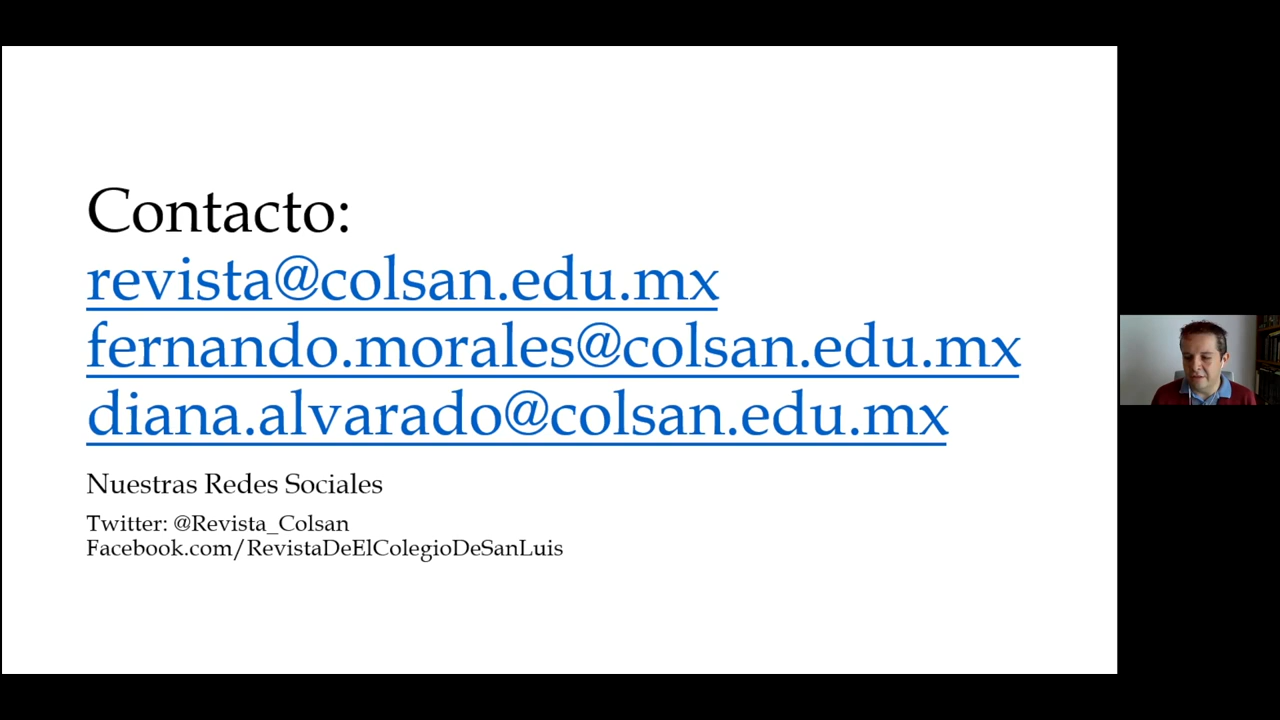 Contacto:
revista@colsan.edu.mx
fernando.morales@colsan.edu.mx
diana.alvarado@colsan.edu.mx
Nuestras Redes Sociales
Twitter: @Revista_Colsan
Facebook.com/RevistaDeElColegioDeSanLuis